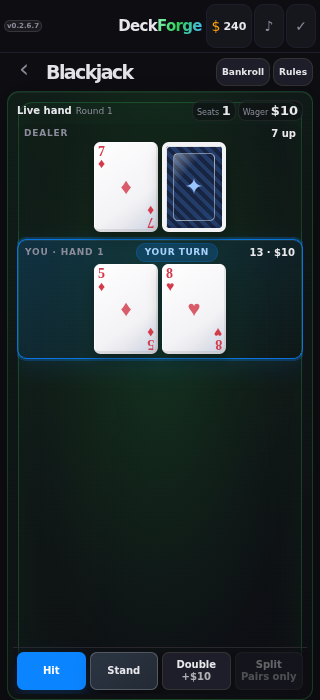 v0.2.6.7
DeckForge
$ 240
♪
✓
Blackjack
Bankroll
Rules
Live hand Round 1
Seats 1
Wager $10
DEALER
7 up
7
7
YOU · HAND 1
YOUR TURN
13 · $10
5
5
8
8
Hit
Stand
Double
+$10
Split
Pairs only